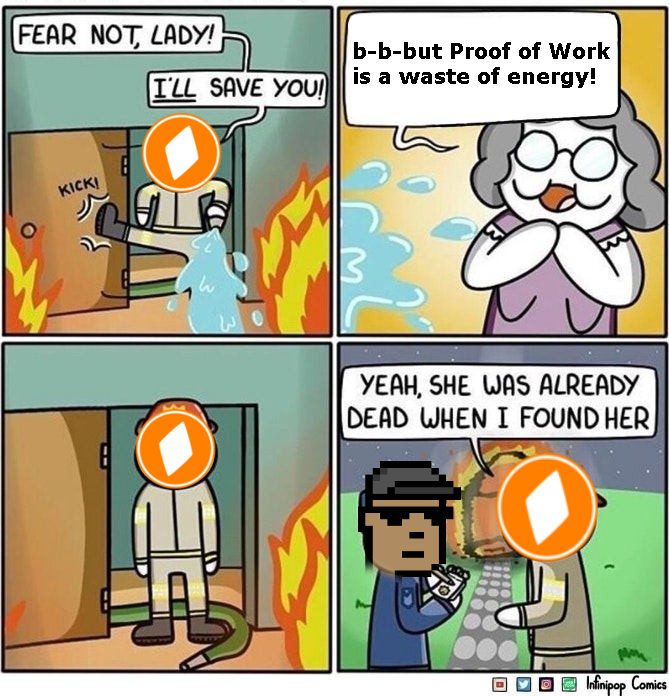 FEAR NOT, LADY!
I'LL SAVE YOU!
KICK!
b-b-but Proof of Work
is a waste of energy!
YEAH, SHE WAS ALREADY
DEAD WHEN I FOUND HER
Infinipop Comics